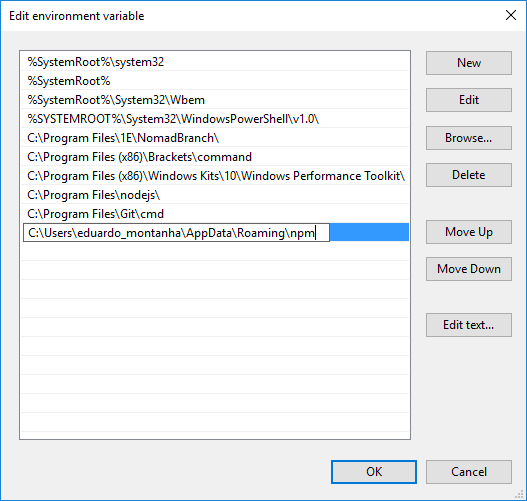 Edit environment variable
%SystemRoot%\system32
%SystemRoot%
%SystemRoot%\System32\Wbem
%SYSTEMROOT%\System32\WindowsPowerShell\v1.0\
C:\Program Files\1E\NomadBranch\
C:\Program Files (x86)\Brackets\command
C:\Program Files (x86)\Windows Kits\10\Windows Performance Toolkit\
C:\Program Files\nodejs\
C:\Program Files\Git\cmd
C:\Users\eduardo_montanha\AppData\Roaming\npm
New
Edit
Browse...
Delete
Move Up
Move Down
Edit text...
OK
Cancel